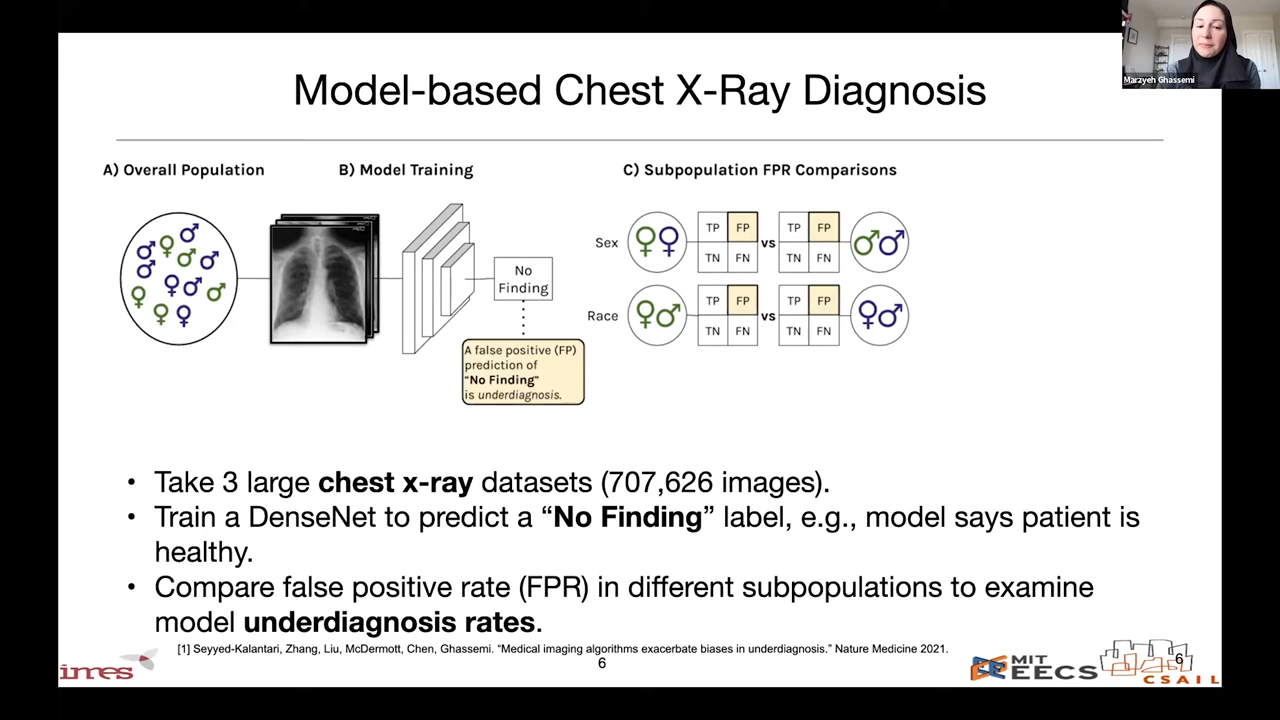 Marzyeh Ghassemi
Model-based Chest X-Ray Diagnosis
A) Overall Population
B) Model Training
C) Subpopulation FPR Comparisons
No
Finding
A false positive (FP)
prediction of
"No Finding"
is underdiagnosis.
Sex
TP FP
TN FN
vs
TP FP
TN FN
Race
TP FP
TN FN
vs
TP FP
TN FN
• Take 3 large chest x-ray datasets (707,626 images).
• Train a DenseNet to predict a “No Finding” label, e.g., model says patient is
healthy.
• Compare false positive rate (FPR) in different subpopulations to examine
model underdiagnosis rates.
[1] Seyyed-Kalantari, Zhang, Liu, McDermott, Chen, Ghassemi. “Medical imaging algorithms exacerbate biases in underdiagnosis.” Nature Medicine 2021.
imes
6
MIT
EECS
6
CSAIL